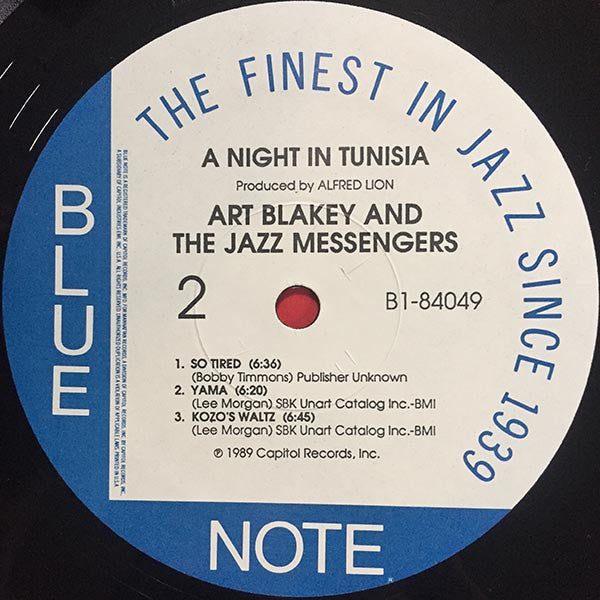 THE FINEST IN JAZZ SINCE 1939
A NIGHT IN TUNISIA
Produced by ALFRED LION
ART BLAKEY AND
THE JAZZ MESSENGERS
2
B1-84049
1. SO TIRED (6:36)
(Bobby Timmons) Publisher Unknown
2. YAMA (6:20)
(Lee Morgan) SBK Unart Catalog Inc.-BMI
3. KOZO'S WALTZ (6:45)
(Lee Morgan) SBK Unart Catalog Inc.-BMI
℗ 1989 Capitol Records, Inc.
BLUE
NOTE